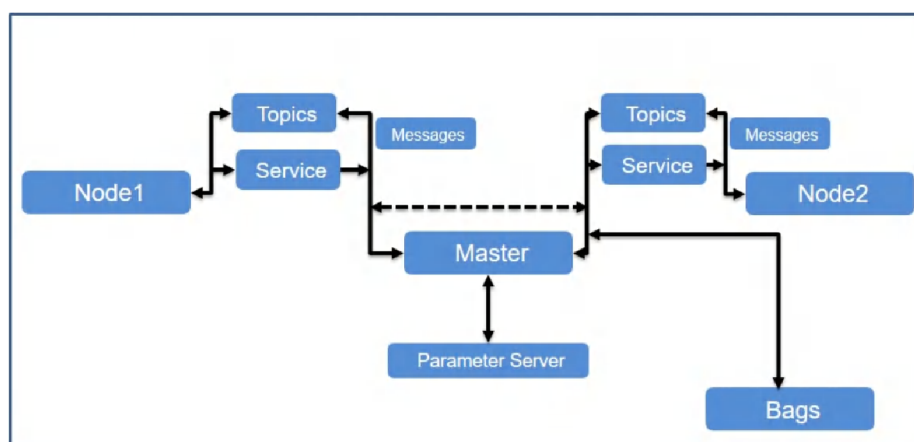 Topics
Messages
Service
Node1
Topics
Messages
Service
Node2
Master
Parameter Server
Bags